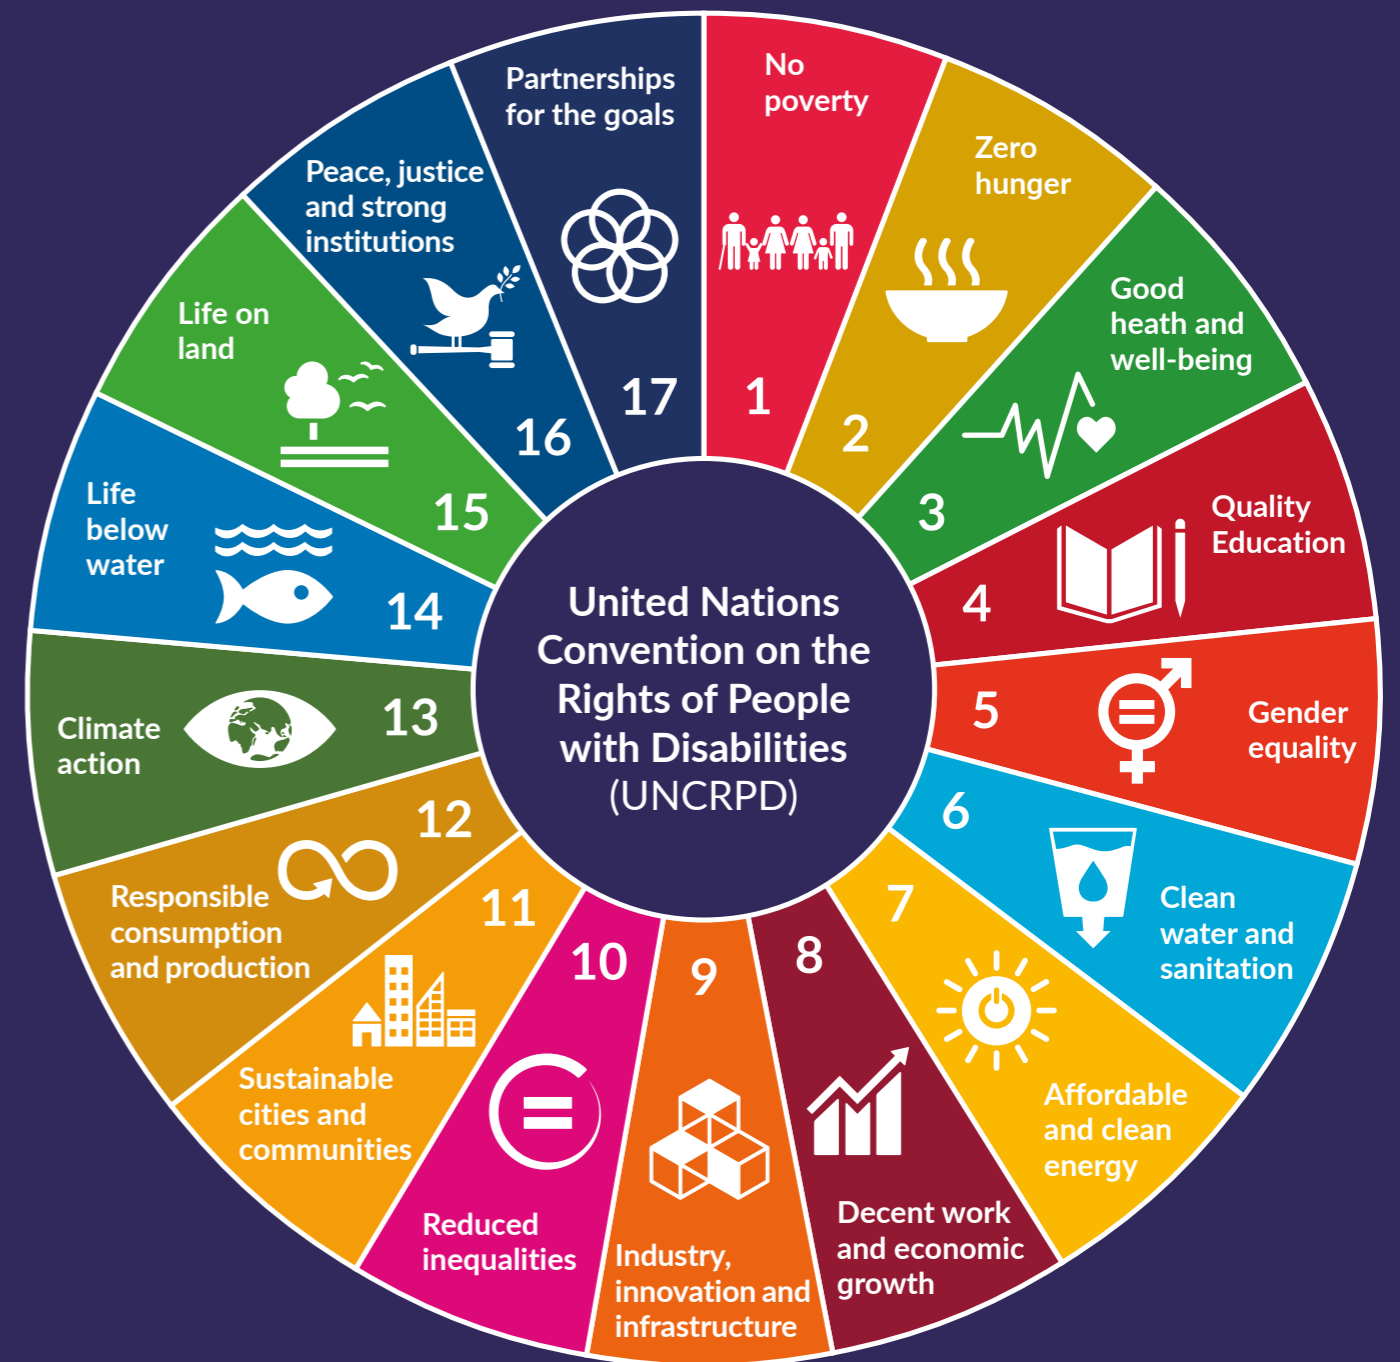 No
poverty
1
Zero
hunger
2
Good
heath and
well-being
3
Quality
Education
4
Gender
equality
5
Clean
water and
sanitation
6
Affordable
and clean
energy
7
Decent work
and economic
growth
8
Industry,
innovation and
infrastructure
9
Reduced
inequalities
10
Sustainable
cities and
communities
11
Responsible
consumption
and production
12
Climate
action
13
Life
below
water
14
Life on
land
15
Peace, justice
and strong
institutions
16
Partnerships
for the goals
17
United Nations
Convention on the
Rights of People
with Disabilities
(UNCRPD)